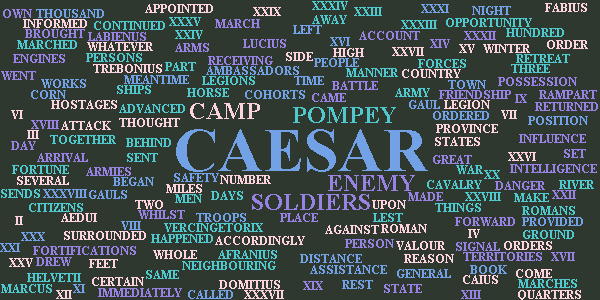 OWN THOUSAND APPOINTED XXIX XXXIV XXIII XXXI NIGHT FABIUS
INFORMED CONTINUED XXXV MARCH AWAY XXXIII OPPORTUNITY
BROUGHT LABIENUS XXIV LEFT ACCOUNT XXXII HUNDRED
MARCHED WHATEVER ARMS LUCIUS XVI XIV XV WINTER ORDER
ENGINES PERSONS RECEIVING SIDE HIGH XXVII RETREAT
TREBONIUS PART AMBASSADORS PEOPLE FORCES THREE
WENT MEANTIME LEGIONS TIME MANNER COUNTRY
WORKS SHIPS HORSE BATTLE TOWN POSSESSION
CORN COHORTS CAME ARMY FRIENDSHIP IX RAMPART
HOSTAGES ADVANCED CAMP GAUL LEGION RETURNED
VI THOUGHT POMPEY ORDERED VII POSITION
XVIII ATTACK PROVINCE
III TOGETHER BEHIND CAESAR STATES INFLUENCE
DAY
ARRIVAL SENT GREAT XXVI SET
FORTUNE ARMIES WAR XX INTELLIGENCE
SEVERAL BEGAN SAFETY NUMBER ENEMY CAVALRY DANGER RIVER
SENDS XXXVIII GAULS MILES MEN DAYS SOLDIERS MADE XXVIII MAKE XXII
CITIZENS TWO UPON THINGS ROMANS
II AEDUI WHILST TROOPS PLACE LEST FORWARD PROVIDED
VIII VERCINGETORIX AGAINST ROMAN IV GROUND
XXX SURROUNDED HAPPENED ACCORDINGLY
XXI FORTIFICATIONS PERSON VALOUR SIGNAL ORDERS
XXV DREW FEET WHOLE AFRANIUS DISTANCE REASON TERRITORIES XVII
NEIGHBOURING
HELVETII SAME ASSISTANCE GENERAL BOOK COME
MARCUS XI CERTAIN DOMITIUS XIX REST CAIUS MARCHES
XII IMMEDIATELY CALLED XXXVII STATE XIII QUARTERS